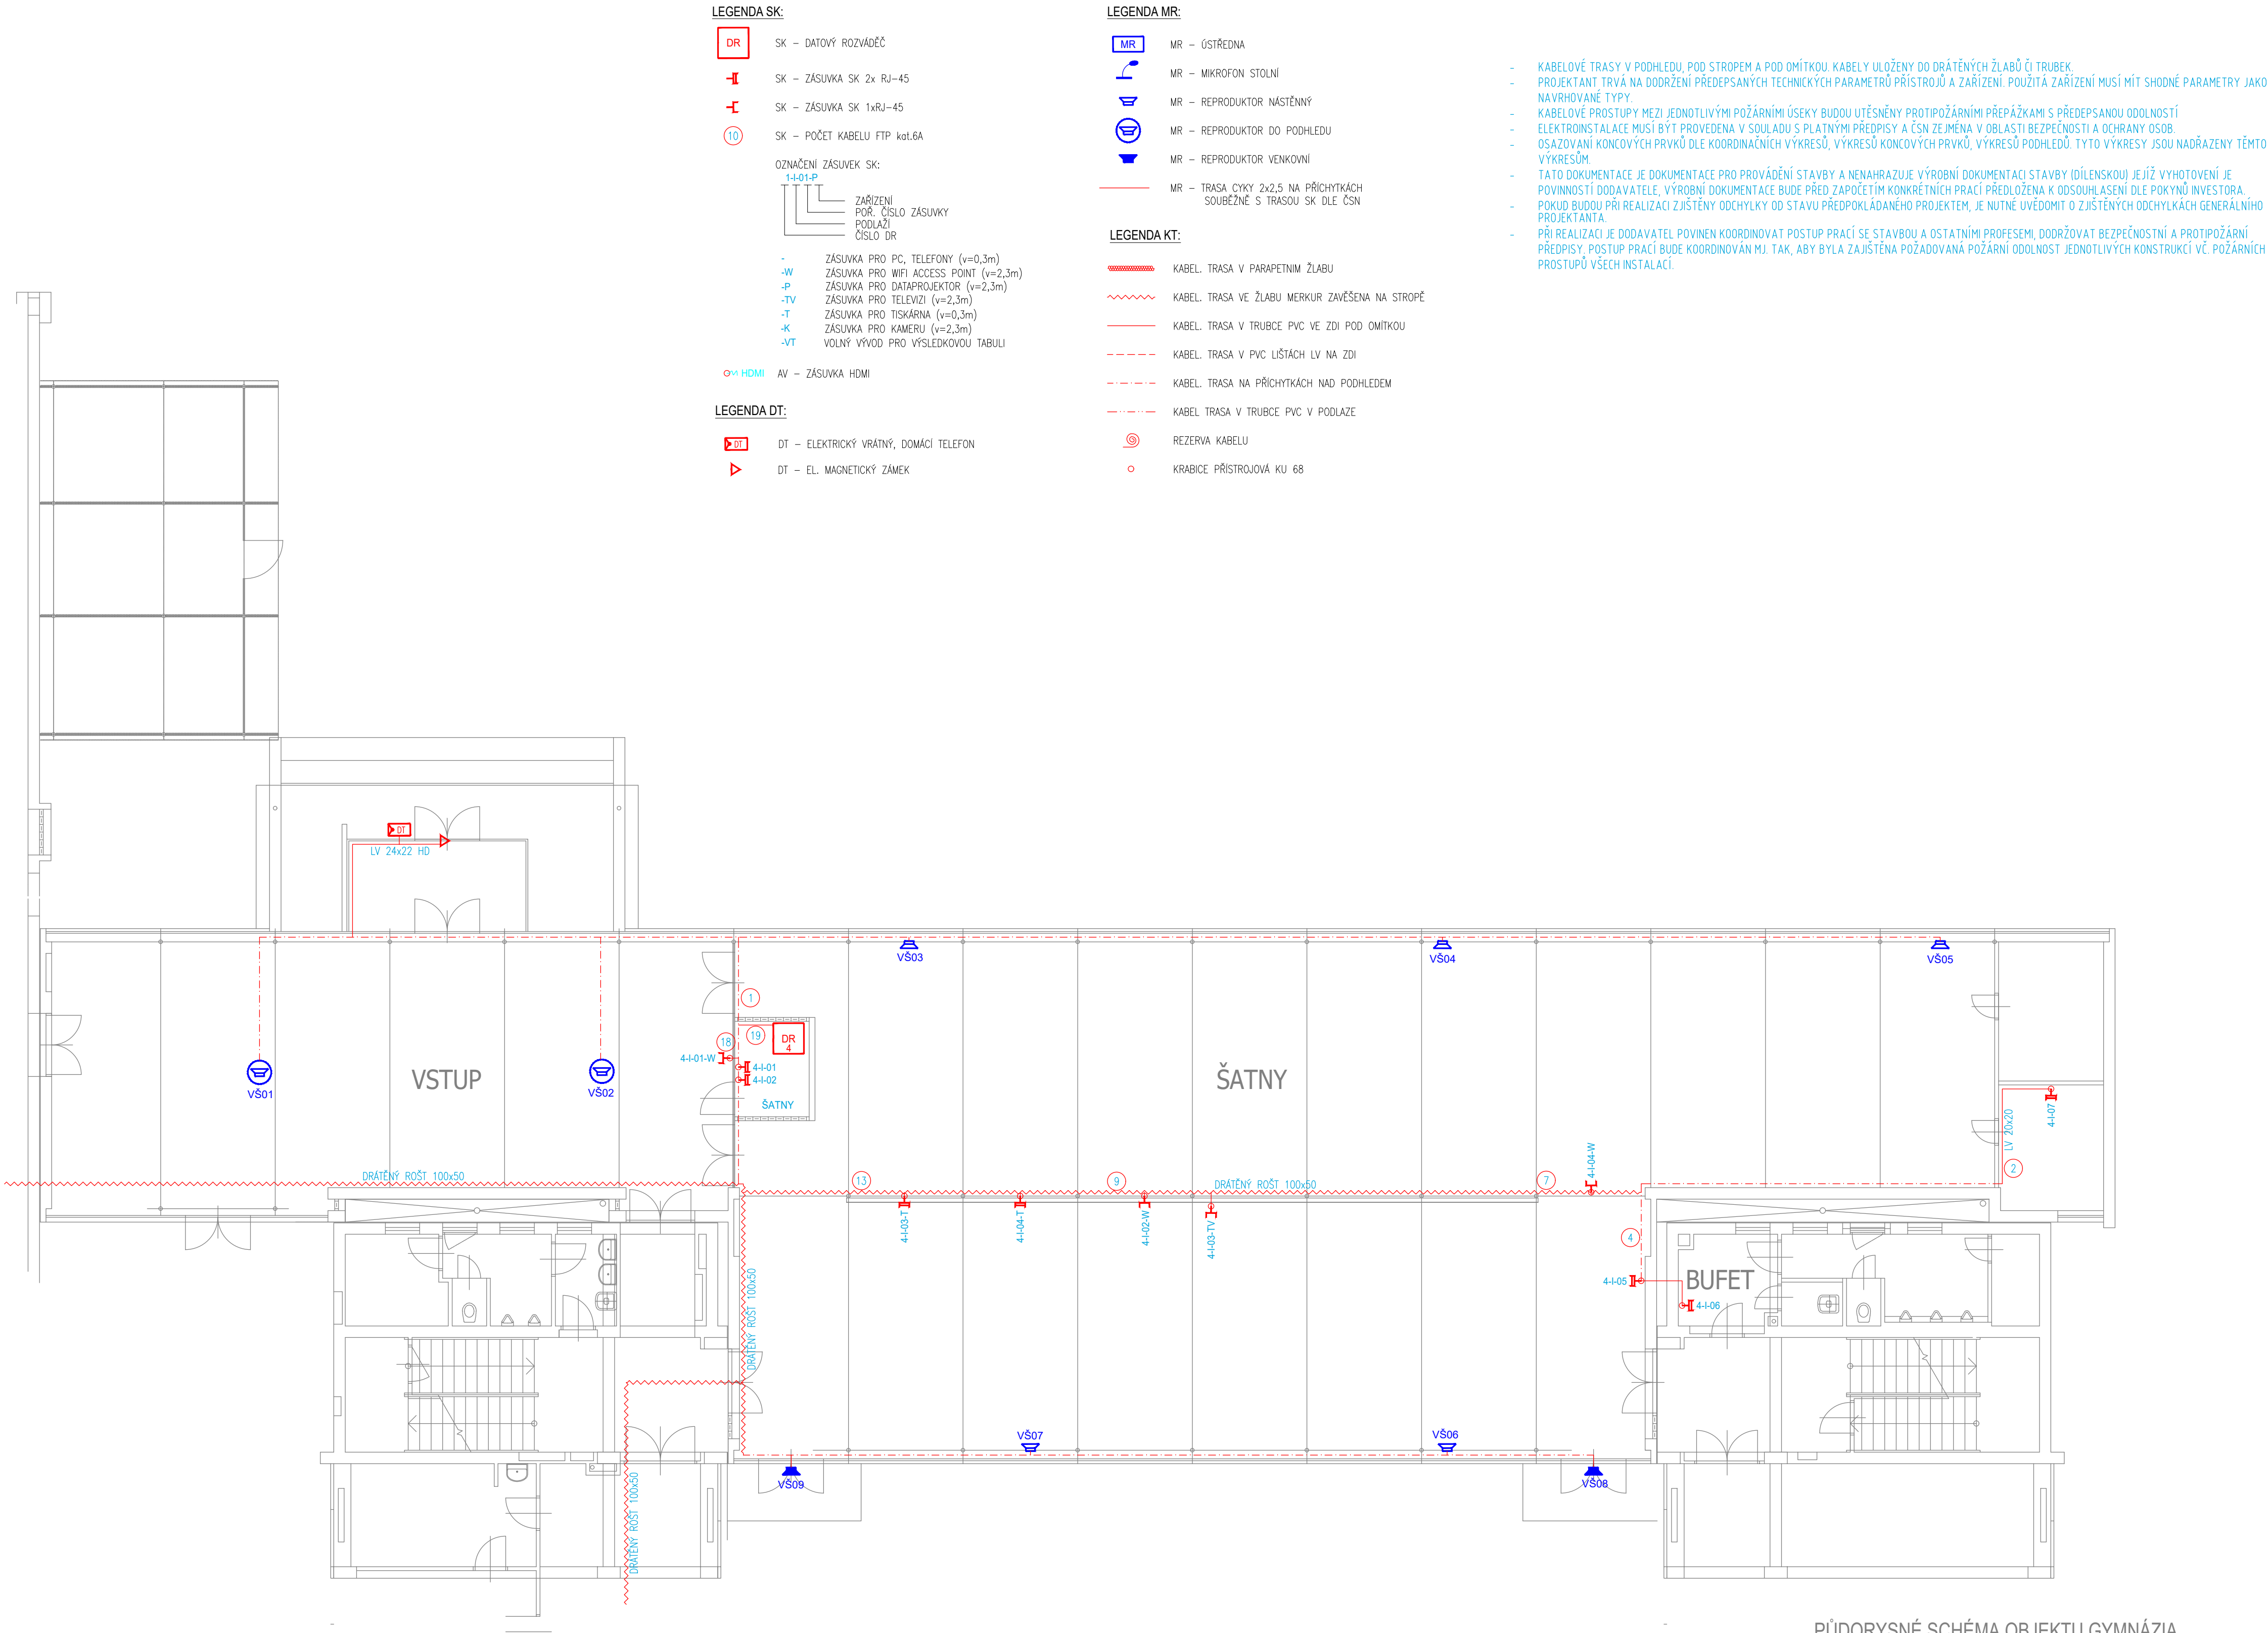 LEGENDA SK:
DR
SK – DATOVÝ ROZVÁDĚČ
SK – ZÁSUVKA SK 2x RJ-45
SK – ZÁSUVKA SK 1xRJ-45
10
SK – POČET KABELU FTP kat.6A
OZNAČENÍ ZÁSUVEK SK:
1-I-01-P
ZAŘÍZENÍ
POŘ. ČÍSLO ZÁSUVKY
PODLAŽÍ
ČÍSLO DR
- ZÁSUVKA PRO PC, TELEFONY (v=0,3m)
-W ZÁSUVKA PRO WIFI ACCESS POINT (v=2,3m)
-P ZÁSUVKA PRO DATAPROJEKTOR (v=2,3m)
-TV ZÁSUVKA PRO TELEVIZI (v=2,3m)
-T ZÁSUVKA PRO TISKÁRNA (v=0,3m)
-K ZÁSUVKA PRO KAMERU (v=2,3m)
-VT VOLNÝ VÝVOD PRO VÝSLEDKOVOU TABULI
HDMI AV – ZÁSUVKA HDMI
LEGENDA DT:
DT
DT – ELEKTRICKÝ VRÁTNÝ, DOMÁCÍ TELEFON
DT – EL. MAGNETICKÝ ZÁMEK
LEGENDA MR:
MR
MR – ÚSTŘEDNA
MR – MIKROFON STOLNÍ
MR – REPRODUKTOR NÁSTĚNNÝ
MR – REPRODUKTOR DO PODHLEDU
MR – REPRODUKTOR VENKOVNÍ
MR – TRASA CYKY 2x2,5 NA PŘÍCHYTKÁCH
SOUBĚŽNĚ S TRASOU SK DLE ČSN
LEGENDA KT:
KABEL. TRASA V PARAPETNIM ŽLABU
KABEL. TRASA VE ŽLABU MERKUR ZAVĚŠENA NA STROPĚ
KABEL. TRASA V TRUBCE PVC VE ZDI POD OMÍTKOU
KABEL. TRASA V PVC LIŠTÁCH LV NA ZDI
KABEL. TRASA NA PŘÍCHYTKÁCH NAD PODHLEDEM
KABEL TRASA V TRUBCE PVC V PODLAZE
REZERVA KABELU
KRABICE PŘÍSTROJOVÁ KU 68
- KABELOVÉ TRASY V PODHLEDU, POD STROPEM A POD OMÍTKOU. KABELY ULOŽENY DO DRÁTĚNÝCH ŽLABŮ ČI TRUBEK.
- PROJEKTANT TRVÁ NA DODRŽENÍ PŘEDEPSANÝCH TECHNICKÝCH PARAMETRŮ PŘÍSTROJŮ A ZAŘÍZENÍ. POUŽITÁ ZAŘÍZENÍ MUSÍ MÍT SHODNÉ PARAMETRY JAKO
NAVRHOVANÉ TYPY.
- KABELOVÉ PROSTUPY MEZI JEDNOTLIVÝMI POŽÁRNÍMI ÚSEKY BUDOU UTĚSNĚNY PROTIPOŽÁRNÍMI PŘEPÁŽKAMI S PŘEDEPSANOU ODOLNOSTÍ
- ELEKTROINSTALACE MUSÍ BÝT PROVEDENA V SOULADU S PLATNÝMI PŘEDPISY A ČSN ZEJMÉNA V OBLASTI BEZPEČNOSTI A OCHRANY OSOB.
- OSAZOVANÍ KONCOVÝCH PRVKŮ DLE KOORDINAČNÍCH VÝKRESŮ, VÝKRESŮ KONCOVÝCH PRVKŮ, VÝKRESŮ PODHLEDŮ. TYTO VÝKRESY JSOU NADŘAZENY TĚMTO
VÝKRESŮM.
- TATO DOKUMENTACE JE DOKUMENTACE PRO PROVÁDĚNÍ STAVBY A NENAHRAZUJE VÝROBNÍ DOKUMENTACI STAVBY (DÍLENSKOU) JEJÍŽ VYHOTOVENÍ JE
POVINNOSTÍ DODAVATELE, VÝROBNÍ DOKUMENTACE BUDE PŘED ZAPOČETÍM KONKRÉTNÍCH PRACÍ PŘEDLOŽENA K ODSOUHLASENÍ DLE POKYNŮ INVESTORA.
- POKUD BUDOU PŘI REALIZACI ZJIŠTĚNY ODCHYLKY OD STAVU PŘEDPOKLÁDANÉHO PROJEKTEM, JE NUTNÉ UVĚDOMIT O ZJIŠTĚNÝCH ODCHYLKÁCH GENERÁLNÍHO
PROJEKTANTA.
- PŘI REALIZACI JE DODAVATEL POVINEN KOORDINOVAT POSTUP PRACÍ SE STAVBOU A OSTATNÍMI PROFESEMI, DODRŽOVAT BEZPEČNOSTNÍ A PROTIPOŽÁRNÍ
PŘEDPISY, POSTUP PRACÍ BUDE KOORDINOVÁN MJ. TAK, ABY BYLA ZAJIŠTĚNA POŽADOVANÁ POŽÁRNÍ ODOLNOST JEDNOTLIVÝCH KONSTRUKCÍ VČ. POŽÁRNÍCH
PROSTUPŮ VŠECH INSTALACÍ.
DT
LV 24x22 HD
VŠ03
VŠ04
VŠ05
1
19
18
DR
4
4-I-01-W
4-I-01
4-I-02
ŠATNY
VSTUP
VŠ01
VŠ02
ŠATNY
4-I-07
LV 20x20
2
DRÁTĚNÝ ROŠT 100x50
13
9
DRÁTĚNÝ ROŠT 100x50
7
4-I-04-W
4-I-03-T
4-I-04-T
4-I-02-W
4-I-03-TV
4
4-I-05
BUFET
4-I-06
DRÁTĚNÝ ROŠT 100x50
VŠ07
VŠ06
VŠ09
VŠ08
DRÁTĚNÝ ROŠT 100x50
PŮDORYSNÉ SCHÉMA OBJEKTU GYMNÁZIA